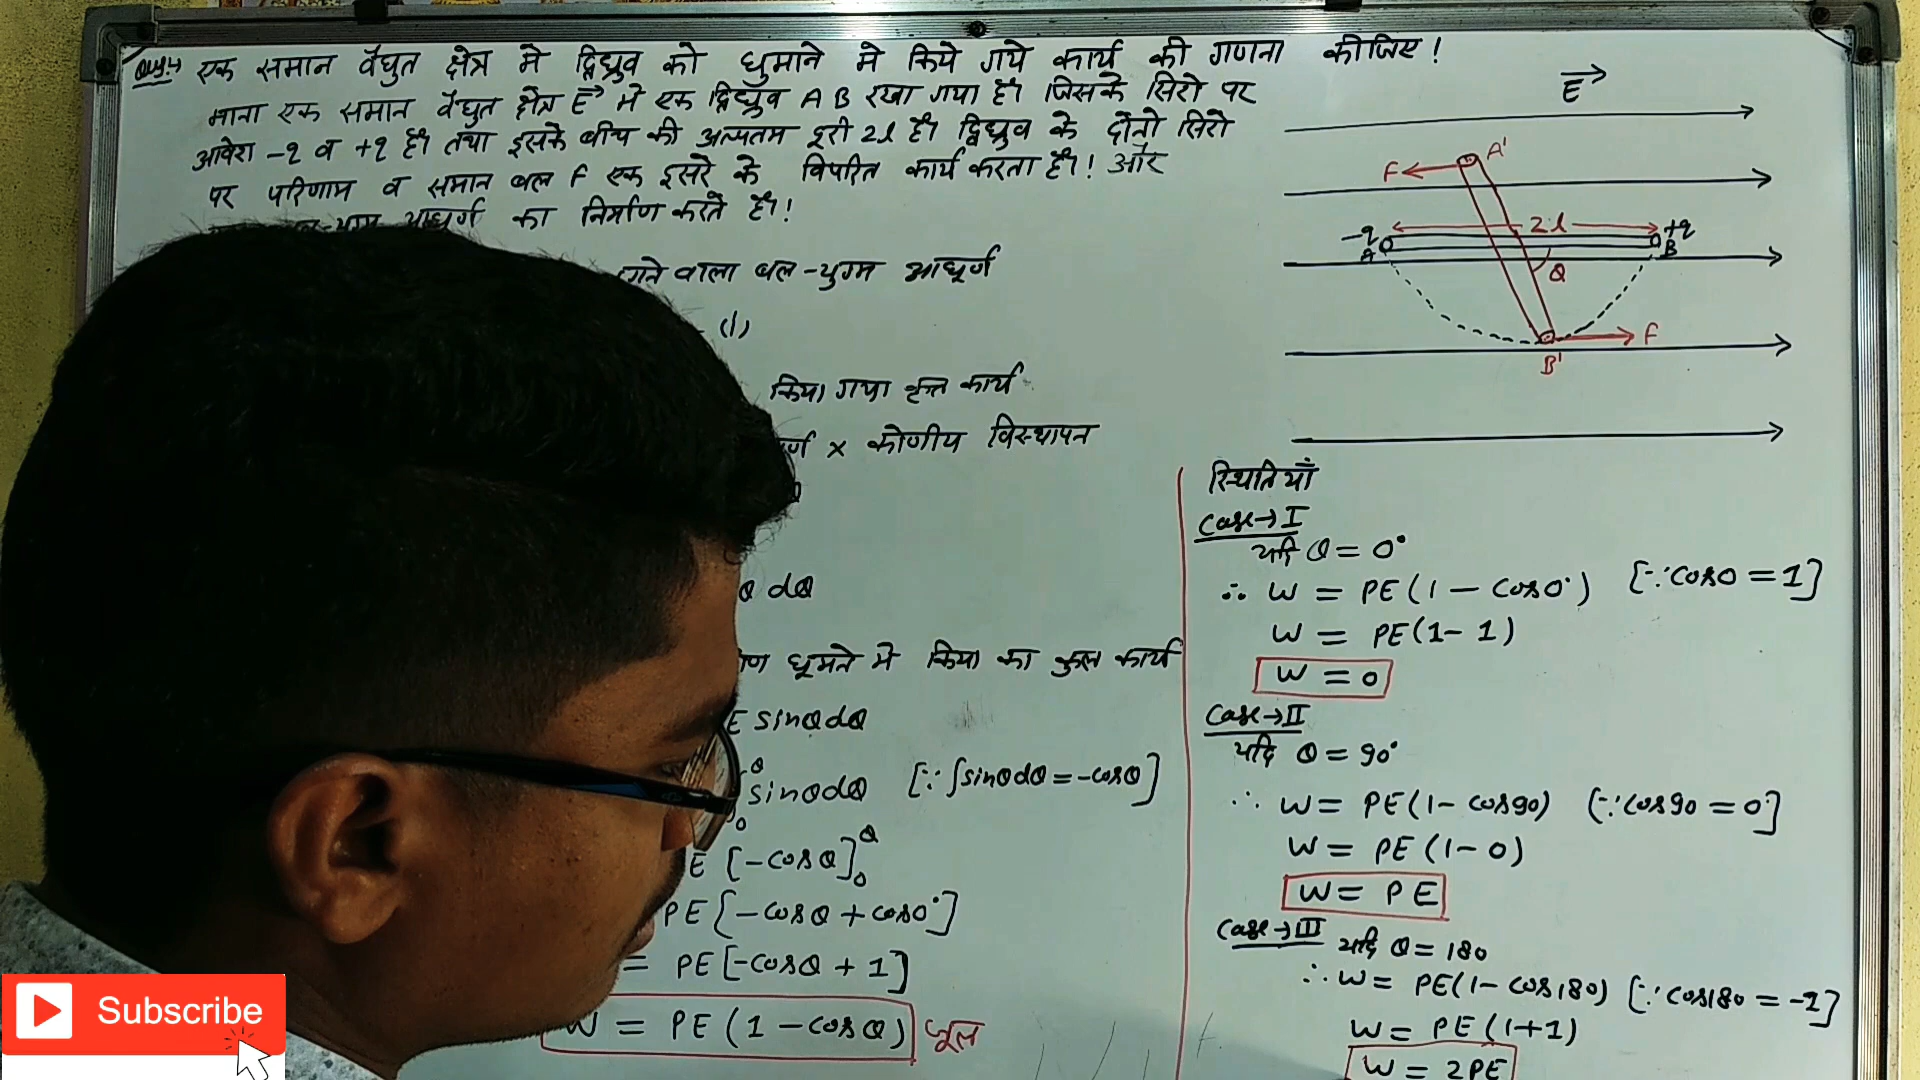 एक समान वैद्युत क्षेत्र मे द्विध्रुव को घुमाने मे किये गये कार्य की गणना कीजिए !
माना एक समान वैद्युत क्षेत्र E→ मे एक द्विध्रुव A B रखा गया है। जिसके सिरो पर
आवेश -q व +q है। तथा इसके बीच की अल्पतम दूरी 2l है। द्विध्रुव के दोनो सिरो
पर परिणाम व समान बल F एक दूसरे के विपरित कार्य करता है। ! और
का निर्माण करते है। !
वाला बल-युग्म आघूर्ण
(1)
किया गया कृत कार्य
× कोणीय विस्थापन
θ dθ
घूमने मे किया का कुल कार्य
E sinθdθ
θ
sinθdθ [∵ ∫sinθdθ = -cosθ]
0
E [-cosθ]θ0
PE [-cosθ + cos0°]
= PE [-cosθ + 1]
W = PE (1 - cosθ) जूल
E→
F A'
2l
-q +q
A B
θ
F
B'
स्थितियाँ
Case→I
यदि θ = 0°
∴ W = PE (1 - cos0°) [∵ cos0 = 1]
W = PE (1- 1)
W = 0
Case→II
यदि θ = 90°
∴ W = PE (1- cos90) [∵ cos90 = 0]
W = PE (1-0)
W = PE
Case→III यदि θ = 180
∴ W = PE(1- cos180) [∵ cos180 = -1]
W = PE (1+1)
W = 2PE
Subscribe